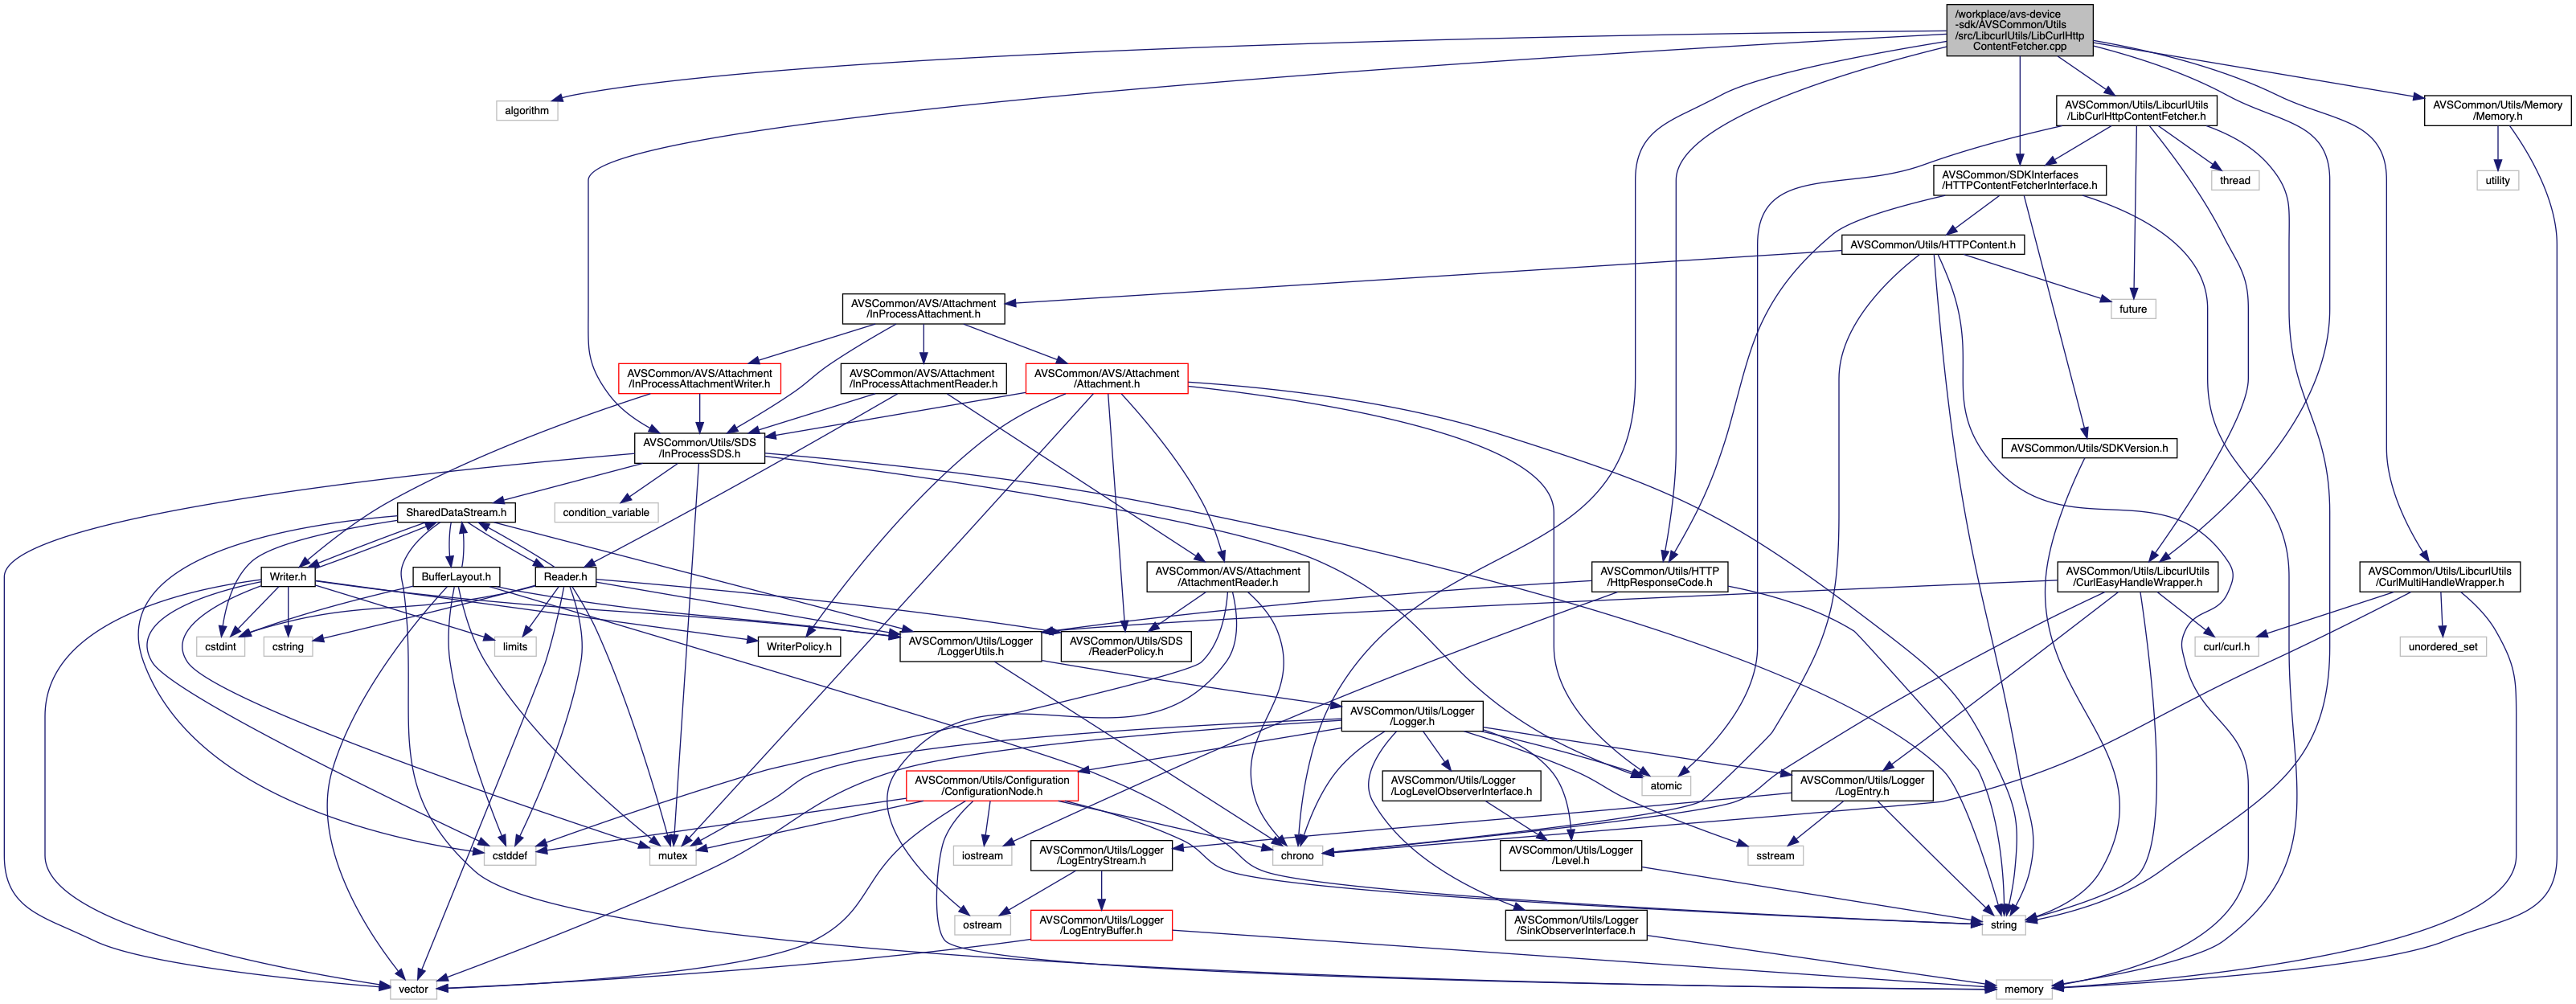 /workplace/avs-device
-sdk/AVSCommon/Utils
/src/LibcurlUtils/LibCurlHttp
ContentFetcher.cpp
algorithm
AVSCommon/Utils/LibcurlUtils
/LibCurlHttpContentFetcher.h
AVSCommon/Utils/Memory
/Memory.h
AVSCommon/SDKInterfaces
/HTTPContentFetcherInterface.h
thread
utility
AVSCommon/Utils/HTTPContent.h
AVSCommon/AVS/Attachment
/InProcessAttachment.h
future
AVSCommon/AVS/Attachment
/InProcessAttachmentWriter.h
AVSCommon/AVS/Attachment
/InProcessAttachmentReader.h
AVSCommon/AVS/Attachment
/Attachment.h
AVSCommon/Utils/SDS
/InProcessSDS.h
AVSCommon/Utils/SDKVersion.h
SharedDataStream.h
condition_variable
Writer.h
BufferLayout.h
Reader.h
AVSCommon/AVS/Attachment
/AttachmentReader.h
AVSCommon/Utils/HTTP
/HttpResponseCode.h
AVSCommon/Utils/LibcurlUtils
/CurlEasyHandleWrapper.h
AVSCommon/Utils/LibcurlUtils
/CurlMultiHandleWrapper.h
cstdint
cstring
limits
WriterPolicy.h
AVSCommon/Utils/Logger
/LoggerUtils.h
AVSCommon/Utils/SDS
/ReaderPolicy.h
curl/curl.h
unordered_set
AVSCommon/Utils/Logger
/Logger.h
AVSCommon/Utils/Configuration
/ConfigurationNode.h
AVSCommon/Utils/Logger
/LogLevelObserverInterface.h
atomic
AVSCommon/Utils/Logger
/LogEntry.h
cstddef
mutex
iostream
AVSCommon/Utils/Logger
/LogEntryStream.h
chrono
AVSCommon/Utils/Logger
/Level.h
sstream
ostream
AVSCommon/Utils/Logger
/LogEntryBuffer.h
AVSCommon/Utils/Logger
/SinkObserverInterface.h
string
vector
memory